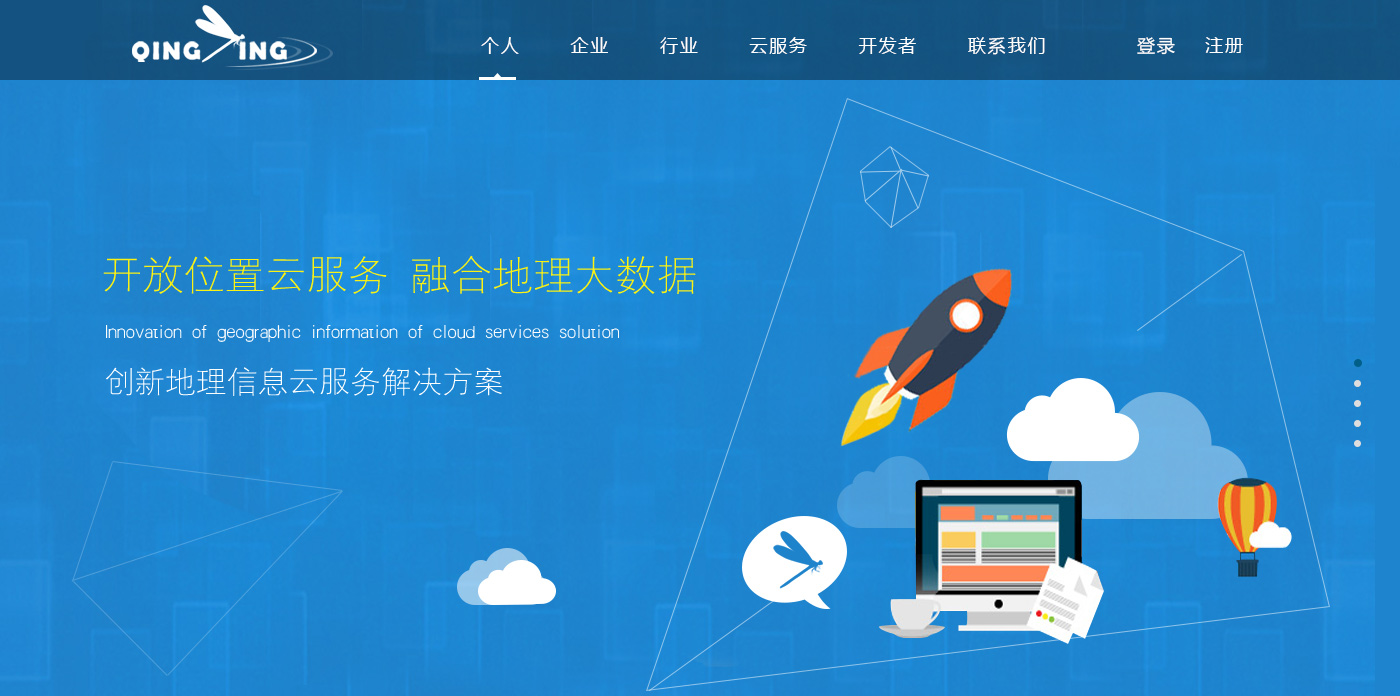 QING TING
个人 企业 行业 云服务 开发者 联系我们 登录 注册
开放位置云服务 融合地理大数据
Innovation of geographic information of cloud services solution
创新地理信息云服务解决方案